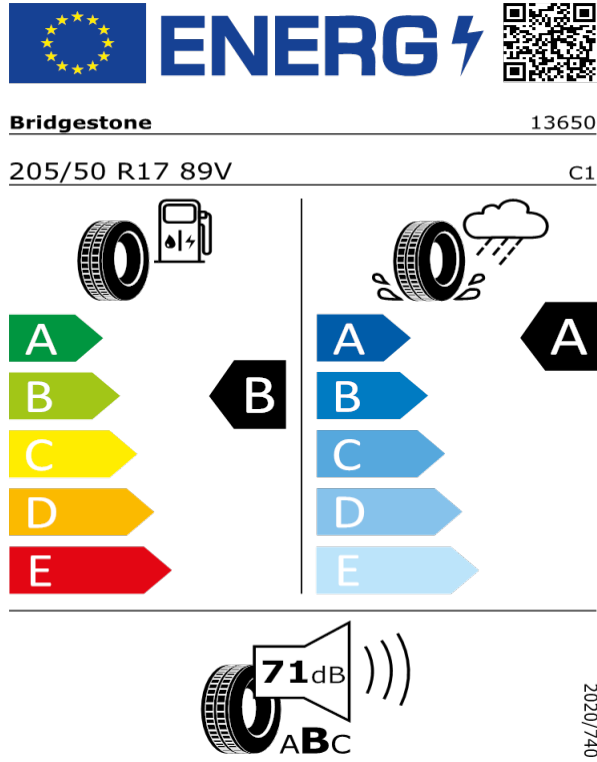 ENERG
Bridgestone 13650
205/50 R17 89V C1
A A A
B B B
C C
D D
E E
71dB
ABC
2020/740